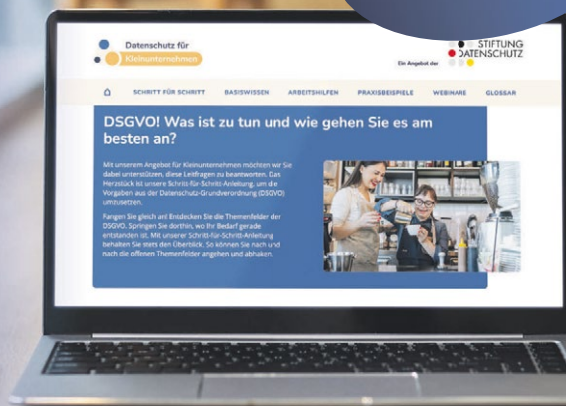 Datenschutz für
Kleinunternehmen
Ein Angebot der
STIFTUNG
DATENSCHUTZ
SCHRITT FÜR SCHRITT BASISWISSEN ARBEITSHILFEN PRAXISBEISPIELE WEBINARE GLOSSAR
DSGVO! Was ist zu tun und wie gehen Sie es am
besten an?
Mit unserem Angebot für Kleinunternehmen möchten wir Sie
dabei unterstützen, diese Leitfragen zu beantworten. Das
Herzstück ist unsere Schritt-für-Schritt-Anleitung, um die
Vorgaben aus der Datenschutz-Grundverordnung (DSGVO)
umzusetzen.
Fangen Sie gleich an! Entdecken Sie die Themenfelder der
DSGVO. Springen Sie dorthin, wo Ihr Bedarf gerade
entstanden ist. Mit unserer Schritt-für-Schritt-Anleitung
behalten Sie stets den Überblick. So können Sie nach und
nach die offenen Themenfelder angehen und abhaken.